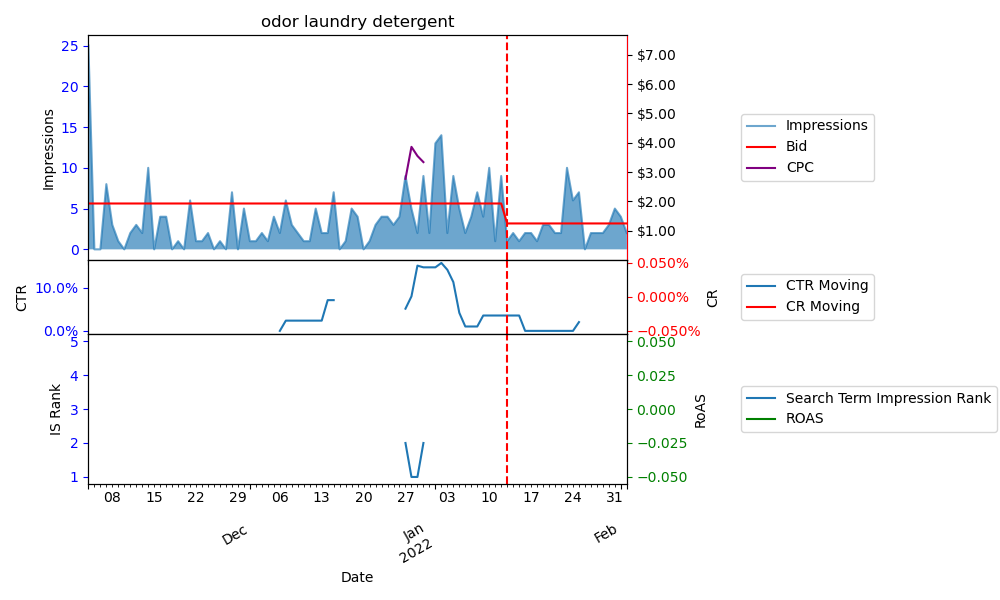 odor laundry detergent
25
20
15
10
5
0
Impressions
$7.00
$6.00
$5.00
$4.00
$3.00
$2.00
$1.00
Impressions
Bid
CPC
10.0%
0.0%
CTR
0.050%
0.000%
−0.050%
CR
CTR Moving
CR Moving
5
4
3
2
1
IS Rank
0.050
0.025
0.000
−0.025
−0.050
RoAS
Search Term Impression Rank
ROAS
08 15 22 29 06 13 20 27 03 10 17 24 31
Dec Jan Feb
2022
Date